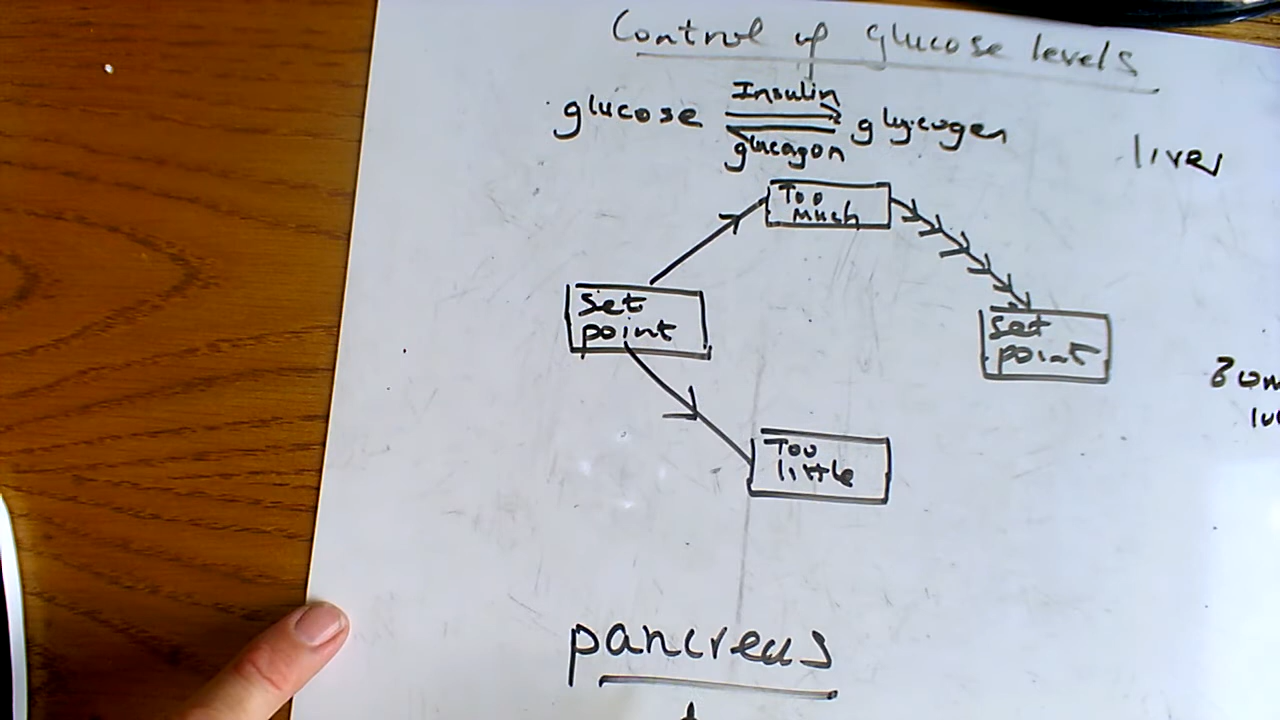 Control of glucose levels
Insulin
glucose
glycogen
glucagon
liver
Too
Much
Set
point
Set
point
Too
little
pancreas